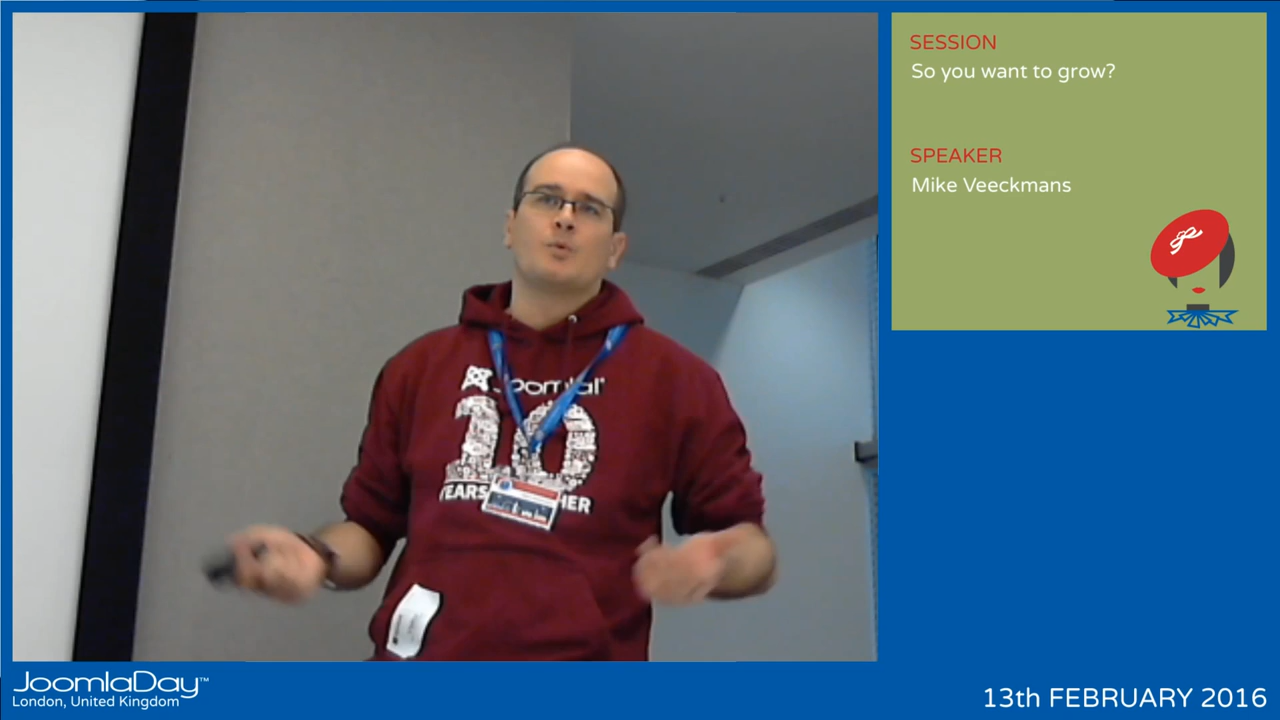 SESSION
So you want to grow?
SPEAKER
Mike Veeckmans
Joomla!
10
YEARS
HER
JoomlaDay™
London, United Kingdom
13th FEBRUARY 2016